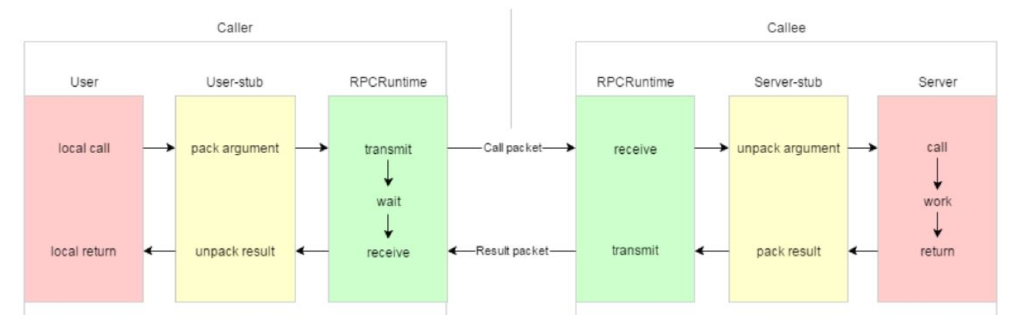 Caller
Callee
User
User-stub
RPCRuntime
RPCRuntime
Server-stub
Server
local call
pack argument
transmit
Call packet
receive
unpack argument
call
wait
work
local return
unpack result
receive
Result packet
transmit
pack result
return